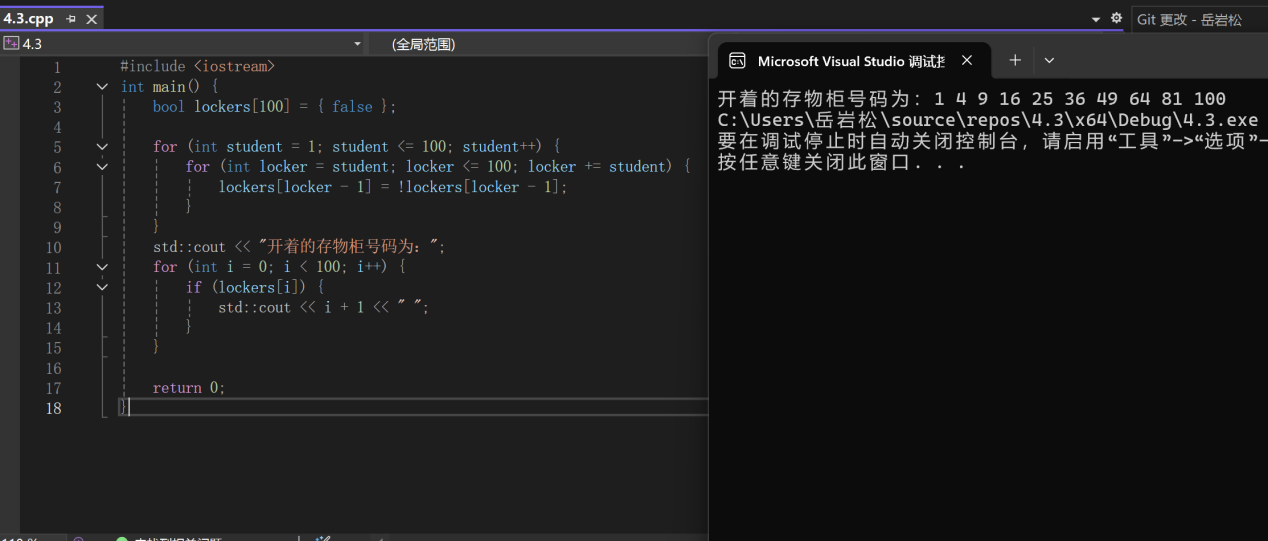 4.3.cpp
Git 更改 - 岳岩松
4.3
(全局范围)
1 #include <iostream>
2 int main() {
3 bool lockers[100] = { false };
4
5 for (int student = 1; student <= 100; student++) {
6 for (int locker = student; locker <= 100; locker += student) {
7 lockers[locker - 1] = !lockers[locker - 1];
8 }
9 }
10 std::cout << "开着的存物柜号码为：";
11 for (int i = 0; i < 100; i++) {
12 if (lockers[i]) {
13 std::cout << i + 1 << " ";
14 }
15 }
16
17 return 0;
18 }
Microsoft Visual Studio 调试控
开着的存物柜号码为：1 4 9 16 25 36 49 64 81 100
C:\Users\岳岩松\source\repos\4.3\x64\Debug\4.3.exe
要在调试停止时自动关闭控制台，请启用“工具”->“选项”-
按任意键关闭此窗口. . .